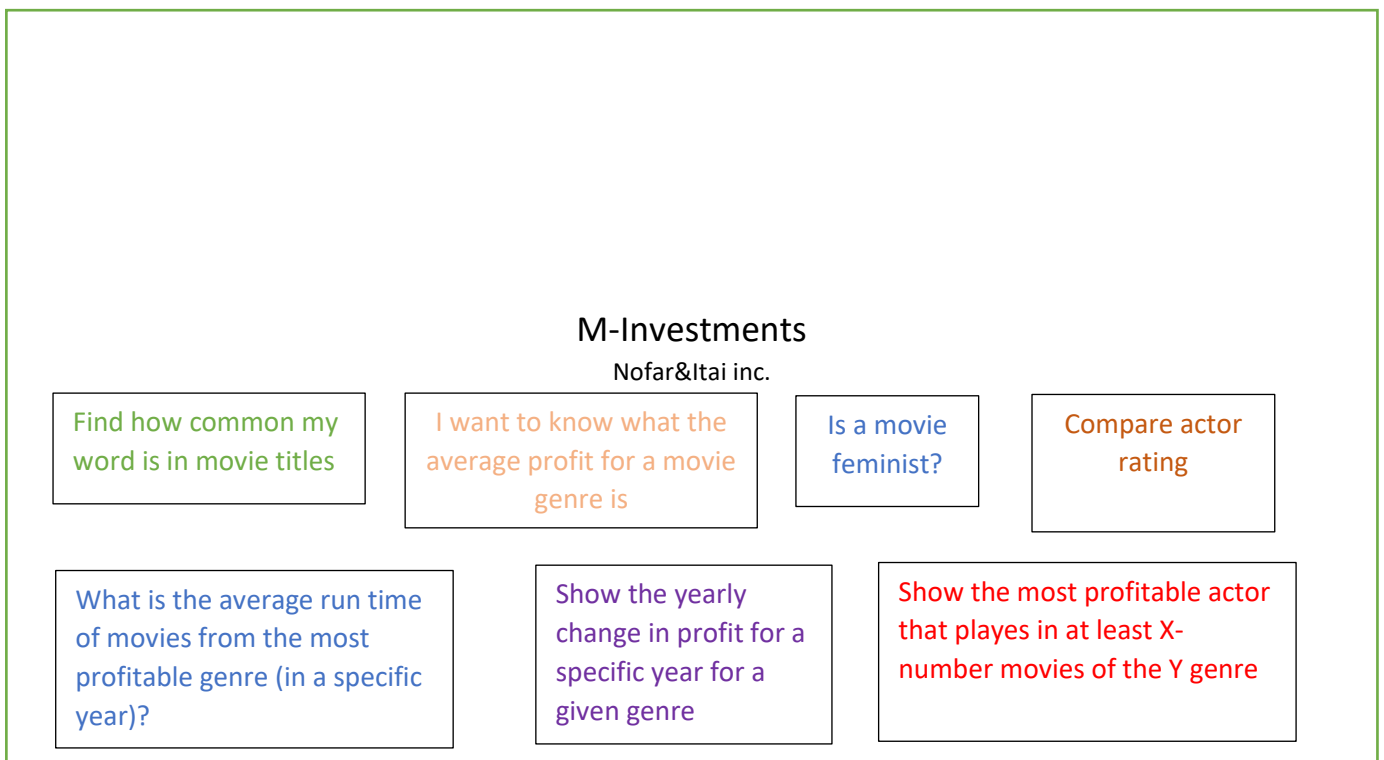 M-Investments
Nofar&Itai inc.
Find how common my
word is in movie titles
I want to know what the
average profit for a movie
genre is
Is a movie
feminist?
Compare actor
rating
What is the average run time
of movies from the most
profitable genre (in a specific
year)?
Show the yearly
change in profit for a
specific year for a
given genre
Show the most profitable actor
that playes in at least X-
number movies of the Y genre